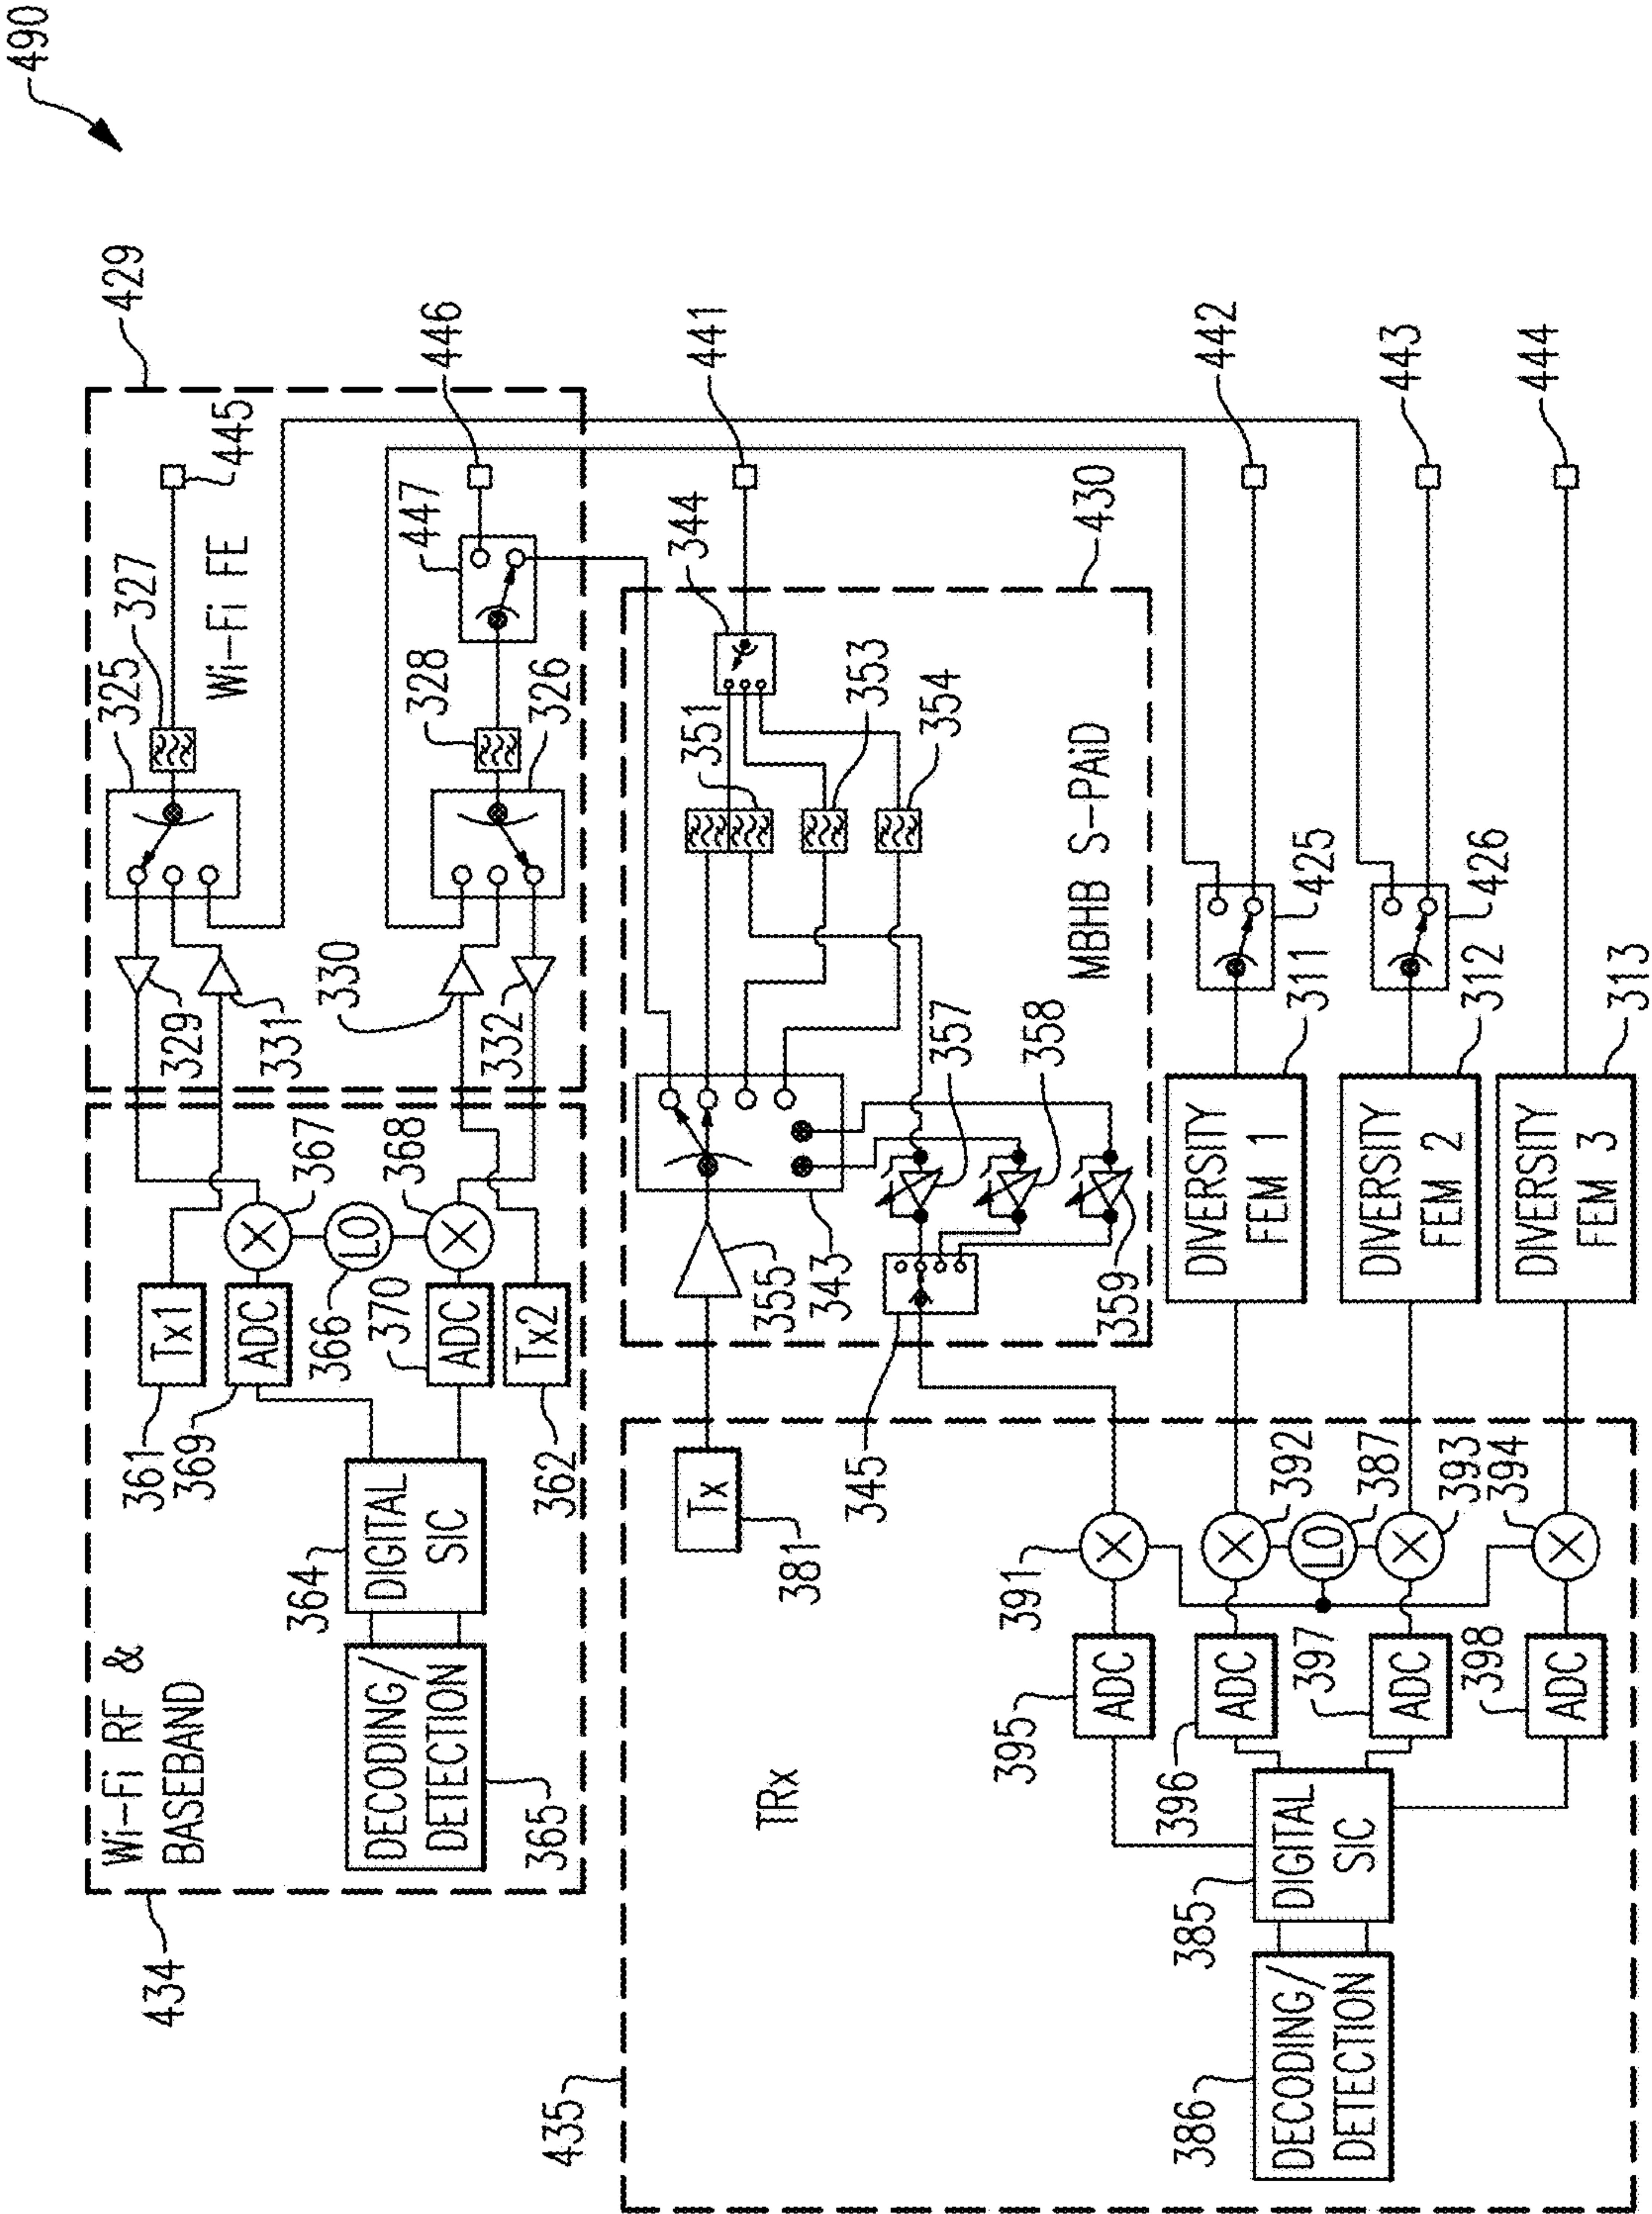 490
429
Wi-Fi FE
325
327
445
329
331
330
332
328
326
447
446
434
Wi-Fi RF &
BASEBAND
361
Tx1
369
ADC
366
LO
367
368
370
ADC
362
Tx2
364
DIGITAL
SIC
365
DECODING/
DETECTION
430
MBHB S-PAiD
344
441
351
353
354
343
355
357
358
359
345
435
TRx
381
Tx
391
392
387
LO
393
394
395
ADC
396
ADC
397
ADC
398
ADC
385
DIGITAL
SIC
386
DECODING/
DETECTION
DIVERSITY
FEM 1
311
425
442
DIVERSITY
FEM 2
312
426
443
DIVERSITY
FEM 3
313
444